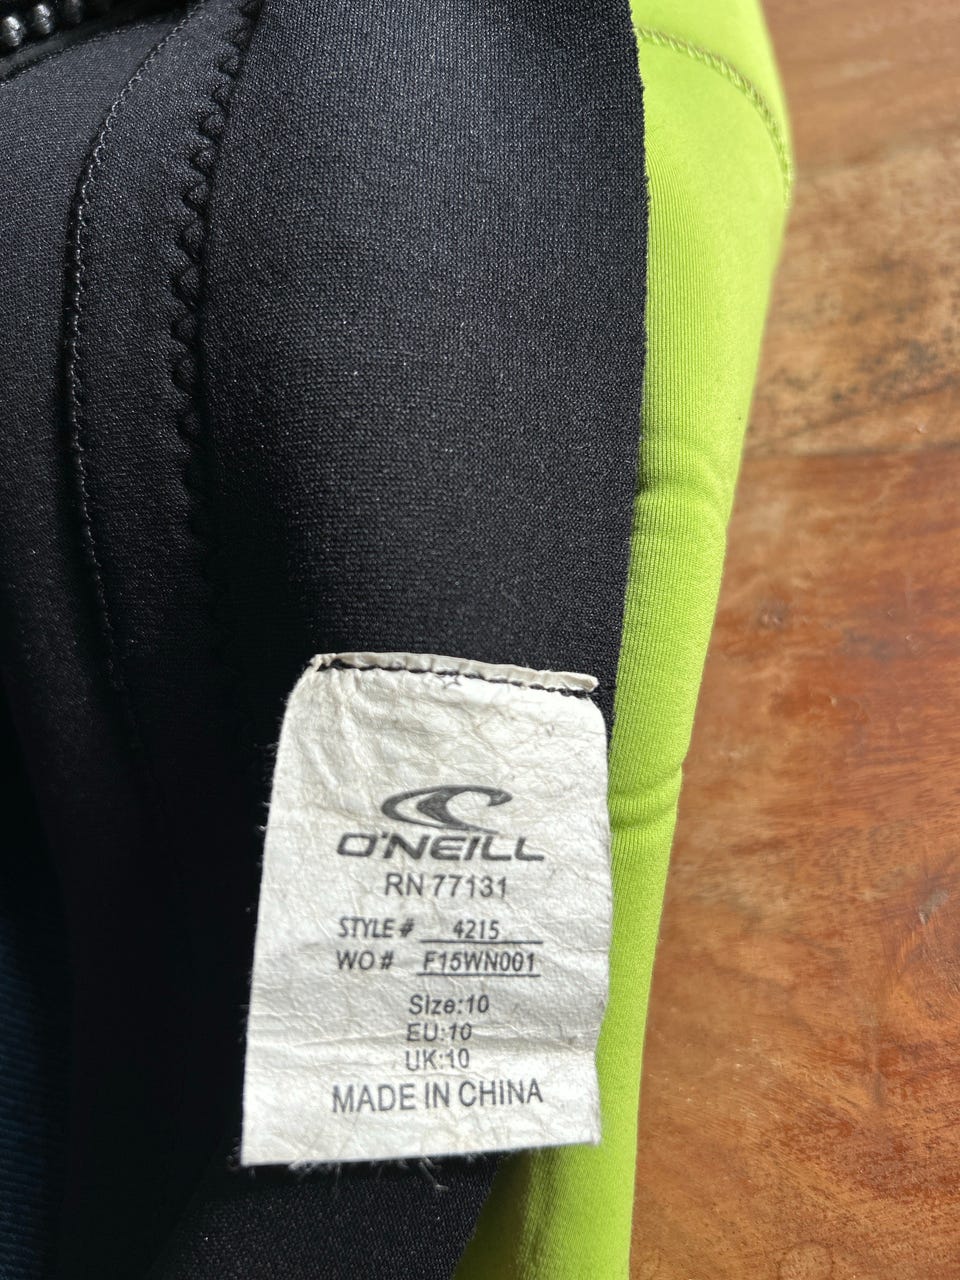 O'NEILL
RN 77131
STYLE # 4215
WO # F15WN001
Size:10
EU:10
UK:10
MADE IN CHINA